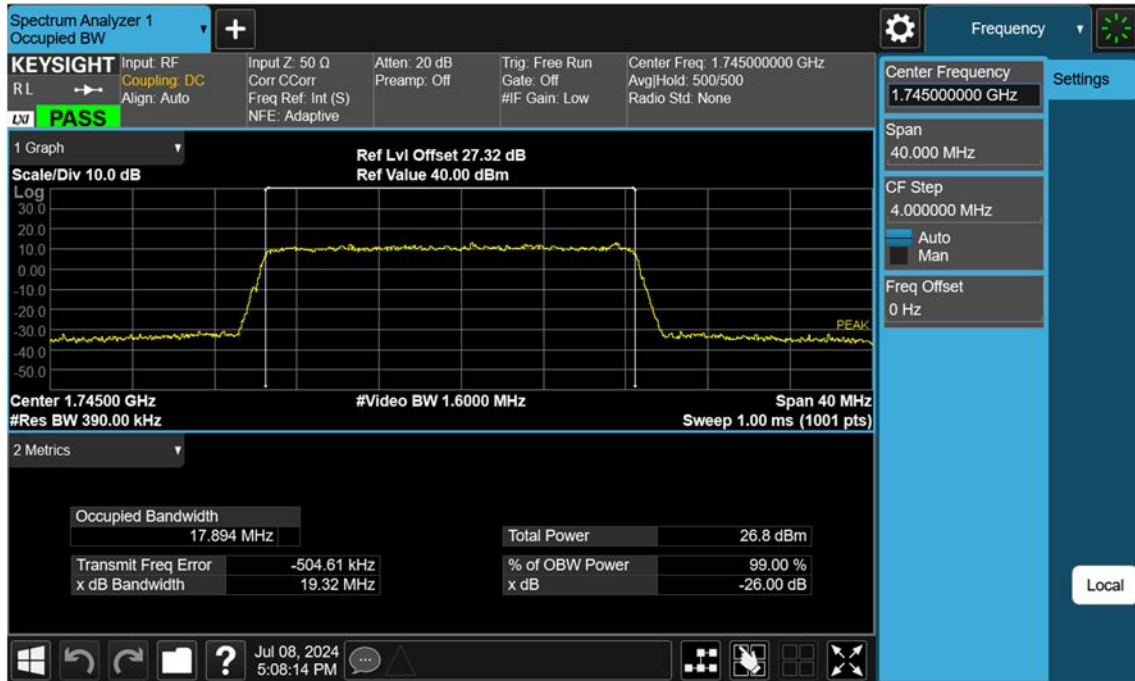 Spectrum Analyzer 1
Occupied BW
Frequency
KEYSIGHT
R L
LXI
PASS
Input: RF
Coupling: DC
Align: Auto
Input Z: 50 Ω
Corr CCorr
Freq Ref: Int (S)
NFE: Adaptive
Atten: 20 dB
Preamp: Off
Trig: Free Run
Gate: Off
#IF Gain: Low
Center Freq: 1.745000000 GHz
Avg|Hold: 500/500
Radio Std: None
Center Frequency
1.745000000 GHz
Settings
Span
40.000 MHz
CF Step
4.000000 MHz
Auto
Man
Freq Offset
0 Hz
1 Graph
Ref Lvl Offset 27.32 dB
Scale/Div 10.0 dB
Ref Value 40.00 dBm
Log
30.0
20.0
10.0
0.00
-10.0
-20.0
-30.0
-40.0
-50.0
PEAK
Center 1.74500 GHz
#Video BW 1.6000 MHz
Span 40 MHz
#Res BW 390.00 kHz
Sweep 1.00 ms (1001 pts)
2 Metrics
Occupied Bandwidth
17.894 MHz
Total Power 26.8 dBm
Transmit Freq Error -504.61 kHz
% of OBW Power 99.00 %
x dB Bandwidth 19.32 MHz
x dB -26.00 dB
Local
?
Jul 08, 2024
5:08:14 PM